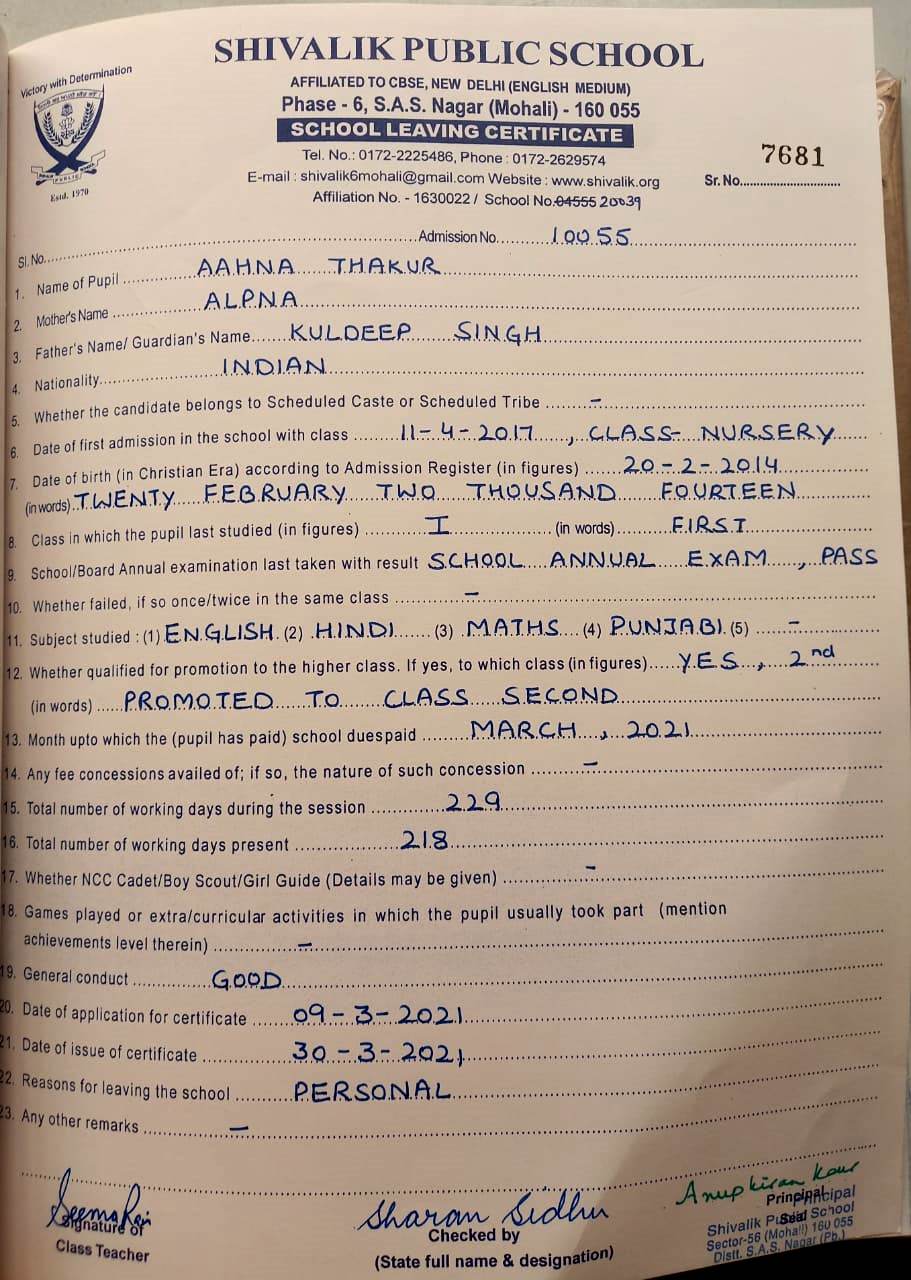 SHIVALIK PUBLIC SCHOOL
Victory with Determination
AFFILIATED TO CBSE, NEW DELHI (ENGLISH MEDIUM)
Phase - 6, S.A.S. Nagar (Mohali) - 160 055
SCHOOL LEAVING CERTIFICATE
Tel. No.: 0172-2225486, Phone : 0172-2629574
7681
E-mail : shivalik6mohali@gmail.com Website : www.shivalik.org
Sr. No.
Estd. 1970
Affiliation No. - 1630022 / School No. 04555 20039
Sl. No. Admission No. 10055
1. Name of Pupil AAHNA THAKUR
2. Mother's Name ALPNA
3. Father's Name/ Guardian's Name KULDEEP SINGH
4. Nationality INDIAN
5. Whether the candidate belongs to Scheduled Caste or Scheduled Tribe -
6. Date of first admission in the school with class 11-4-2017, CLASS- NURSERY
7. Date of birth (in Christian Era) according to Admission Register (in figures) 20-2-2014
(in words) TWENTY FEBRUARY TWO THOUSAND FOURTEEN
8. Class in which the pupil last studied (in figures) I (in words) FIRST
9. School/Board Annual examination last taken with result SCHOOL ANNUAL EXAM, PASS
10. Whether failed, if so once/twice in the same class -
11. Subject studied : (1) ENGLISH (2) HINDI (3) MATHS (4) PUNJABI (5) -
12. Whether qualified for promotion to the higher class. If yes, to which class (in figures) YES, 2nd
(in words) PROMOTED TO CLASS SECOND
13. Month upto which the (pupil has paid) school duespaid MARCH, 2021
14. Any fee concessions availed of; if so, the nature of such concession -
15. Total number of working days during the session 229
16. Total number of working days present 218
17. Whether NCC Cadet/Boy Scout/Girl Guide (Details may be given) -
18. Games played or extra/curricular activities in which the pupil usually took part (mention
achievements level therein) -
19. General conduct GOOD
20. Date of application for certificate 09-3-2021
21. Date of issue of certificate 30-3-2021
22. Reasons for leaving the school PERSONAL
23. Any other remarks -
Seema Rai
Signature of
Class Teacher
Sharan Sidhu
Checked by
(State full name & designation)
Anupkiran Kaur
Principal
Seal
Principal
Shivalik Public School
Sector-56 (Mohali) 160 055
Distt. S.A.S. Nagar (Pb.)